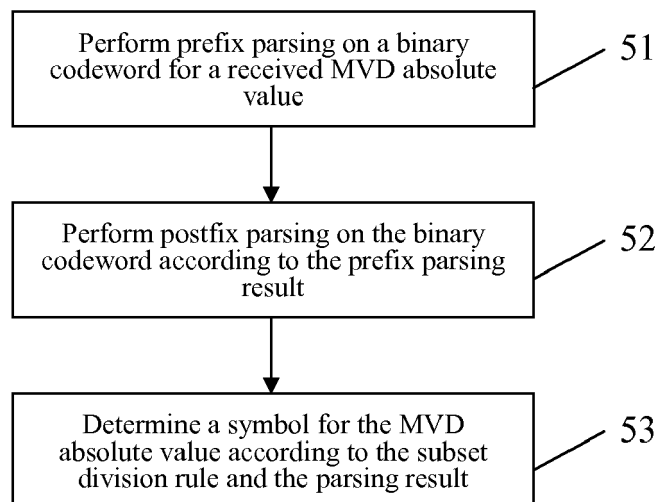 Perform prefix parsing on a binary
codeword for a received MVD absolute
value
51
Perform postfix parsing on the binary
codeword according to the prefix parsing
result
52
Determine a symbol for the MVD
absolute value according to the subset
division rule and the parsing result
53